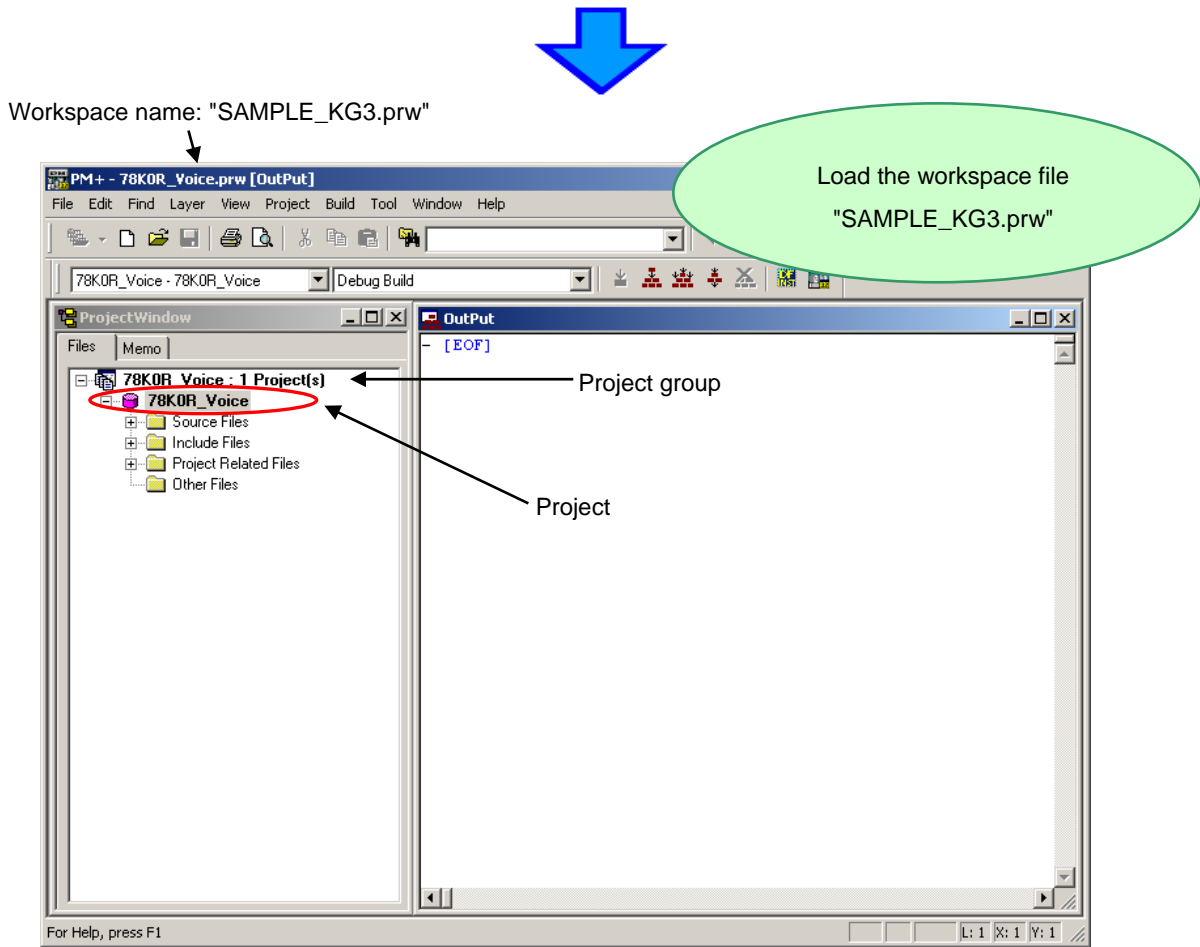 Workspace name: "SAMPLE_KG3.prw"
Load the workspace file
"SAMPLE_KG3.prw"
PM+ - 78K0R_Voice.prw [OutPut]
File Edit Find Layer View Project Build Tool Window Help
78K0R_Voice - 78K0R_Voice Debug Build
ProjectWindow
OutPut
Files Memo
[EOF]
78K0R_Voice : 1 Project(s)
Project group
78K0R_Voice
Source Files
Include Files
Project Related Files
Other Files
Project
For Help, press F1
L: 1 X: 1 Y: 1